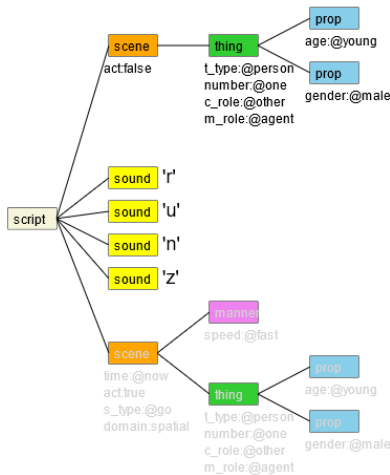 script
scene
act:false
thing
t_type:@person
number:@one
c_role:@other
m_role:@agent
prop
age:@young
prop
gender:@male
sound 'r'
sound 'u'
sound 'n'
sound 'z'
scene
time:@now
act:true
s_type:@go
domain:spatial
manner
speed:@fast
thing
t_type:@person
number:@one
c_role:@other
m_role:@agent
prop
age:@young
prop
gender:@male